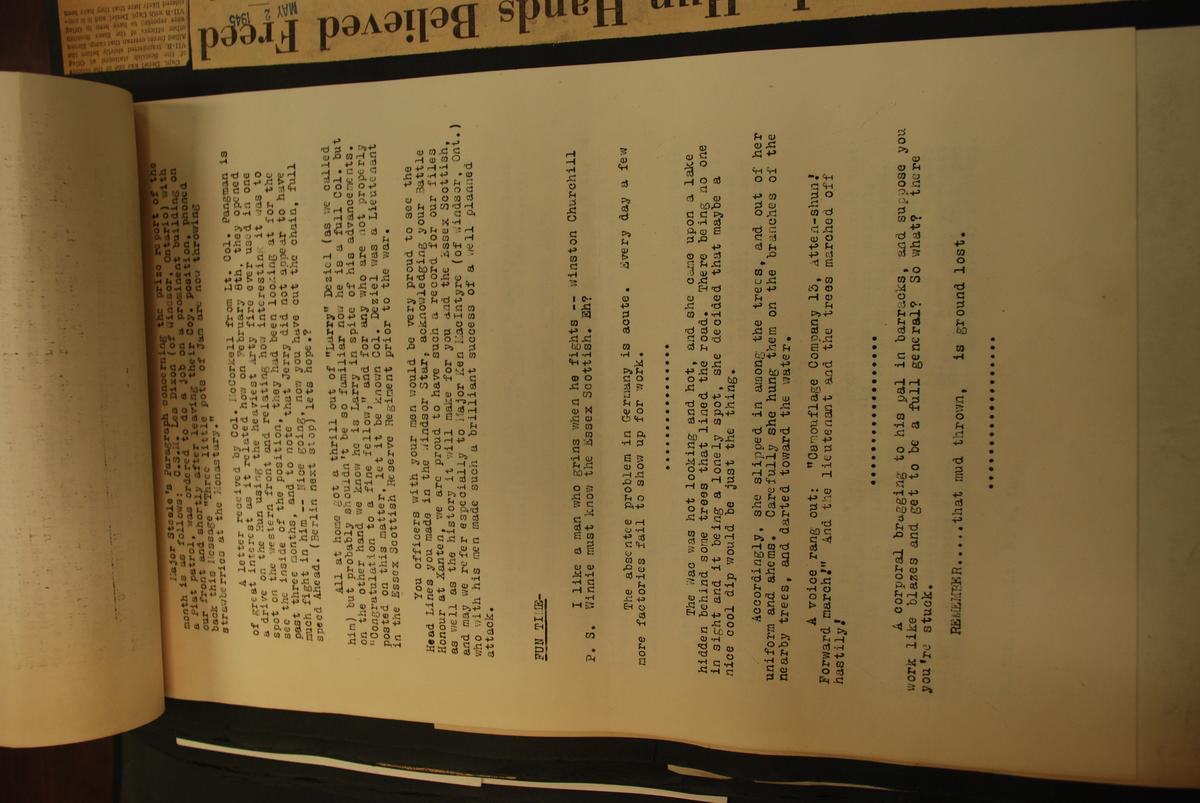 Major Steele's Paragraph concerning the prize report of the
month is as follows: C.S.M. Les Dixon (of Windsor, Ontario) with
a Piat patrol, was ordered to do a job on a prominent building on
our front and shortly after leaving their Coy. position, phoned
back this Message "Three little pots of Jam are now throwing
strawberries at the Monastary."
A letter received by Col. McCorkell from Lt. Col. Pangman is
of great interest as it related how on February 8th, they opened
a drive on the Hun using the heaviest Arty fire ever used in one
spot on the western front and relating how interesting it was to
see the inside of the position, they had been looking at for the
past three months, and to note that Jerry did not appear to have
much fight in him -- Nice going, now you have cut the chain, full
speed Ahead. (Berlin next stop) lets hope.?
All at home got a thrill out of "Larry" Deziel (as we called
him) but probably shouldn't be so familiar now he is a full Col. but
on the other hand we know he is Larry in spite of his advancements.
"Congratulation to a fine fellow," and for any who are not properly
posted on this matter, let it be known Col. Deziel was a Lieutenant
in the Essex Scottish Reserve Regiment prior to the war.
You officers with your men would be very proud to see the
Head Lines you made in the Windsor Star, acknowledging your Battle
Honour at Xanten, we are proud to have such a record for our files
as well as the history it will make for you and the Essex Scottish,
and may we refer especially to Major Ken MacIntyre (of Windsor, Ont.)
who with his men made such a brilliant success of a well planned
attack.
FUN TIME-
I like a man who grins when he fights -- Winston Churchill
P. S. Winnie must know the Essex Scottish. Eh?
The absentee problem in Germany is acute. Every day a few
more factories fail to show up for work.
..................
The Wac was hot looking and hot, and she came upon a lake
hidden behind some trees that lined the road. There being no one
in sight and it being a lonely spot, she decided that maybe a
nice cool dip would be just the thing.
Accordingly, she slipped in among the trees, and out of her
uniform and ahems. Carefully she hung them on the branches of the
nearby trees, and darted toward the water.
A voice rang out: "Camouflage Company 13, Atten-shun!
Forward march!" And the lieutenant and the trees marched off
hastily!
.....................
A corporal bragging to his pal in barracks, and suppose you
work like blazes and get to be a full general? So what? there
you're stuck.
REMEMBER.....that mud thrown, is ground lost.
.....................
Hun Hands Believed Freed
MAY 2 1945